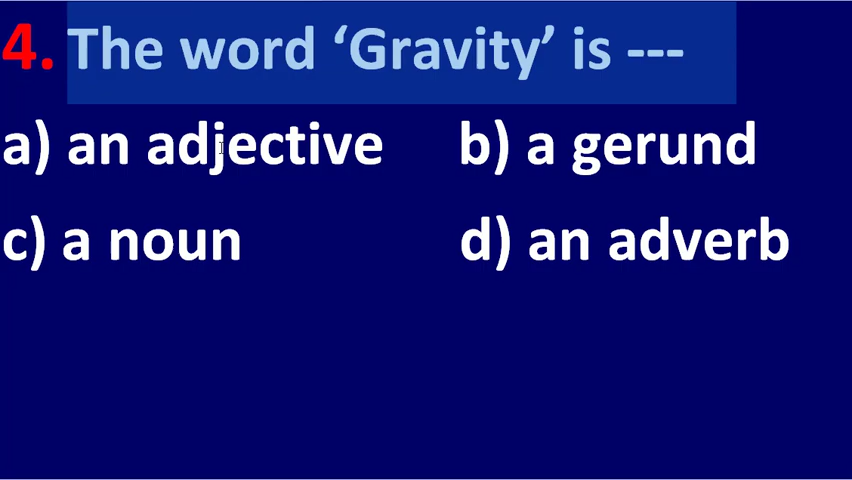 4. The word ‘Gravity’ is ---
a) an adjective b) a gerund
c) a noun d) an adverb